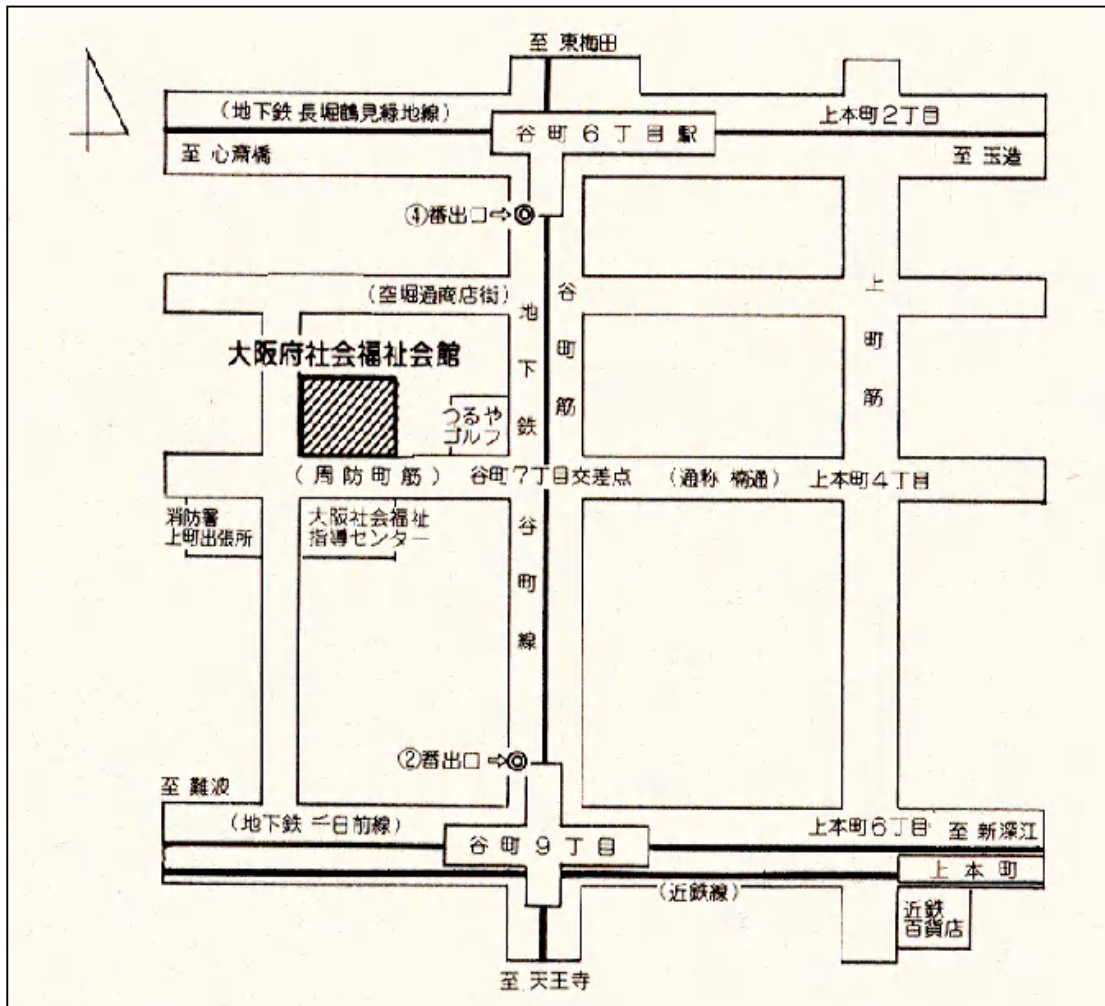 至 東梅田
(地下鉄 長堀鶴見緑地線)
上本町2丁目
谷町6丁目駅
至 心斎橋
至 玉造
④番出口⇨◎
(空堀通商店街)
地下鉄
谷町筋
上町筋
大阪府社会福祉会館
つるや
ゴルフ
(周防町筋)
谷町7丁目交差点
(通称 楠通)
上本町4丁目
消防署
上町出張所
大阪社会福祉
指導センター
谷町線
②番出口⇨◎
至 難波
(地下鉄 千日前線)
上本町6丁目
至 新深江
谷町9丁目
上本町
(近鉄線)
近鉄
百貨店
至 天王寺